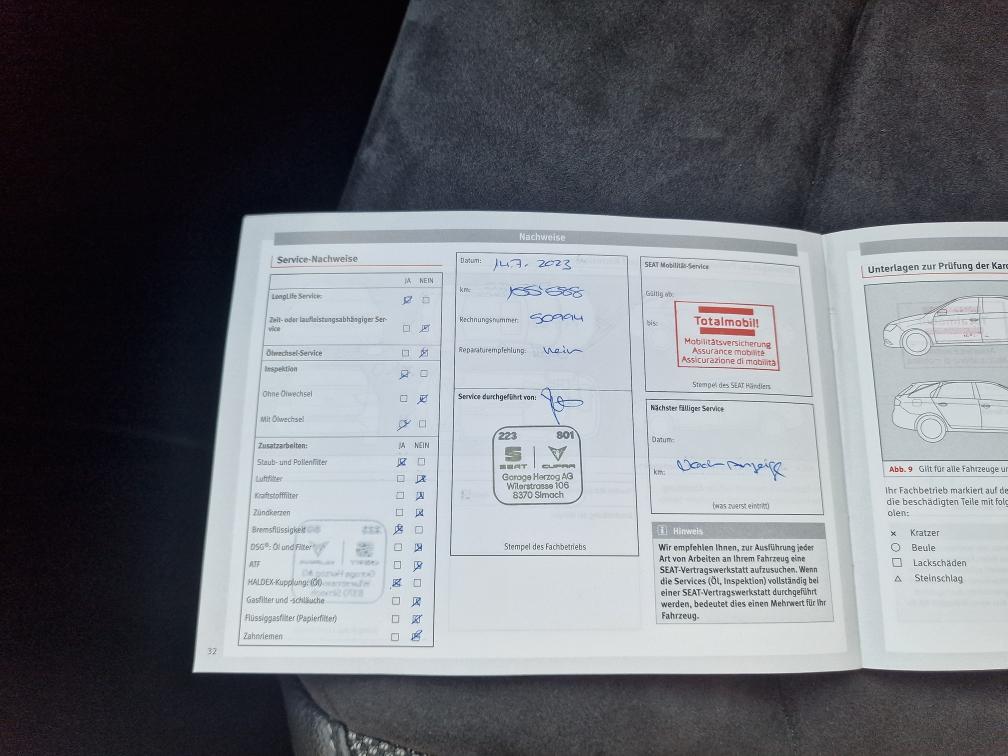 Nachweise
Service-Nachweise
JA NEIN
LongLife Service:
Zeit- oder laufleistungsabhängiger Ser-
vice
Ölwechsel-Service
Inspektion
Ohne Ölwechsel
Mit Ölwechsel
Zusatzarbeiten: JA NEIN
Staub- und Pollenfilter
Luftfilter
Kraftstofffilter
Zündkerzen
Bremsflüssigkeit
DSG®: Öl und Filter
ATF
HALDEX-Kupplung: (Öl)
Gasfilter und -schläuche
Flüssiggasfilter (Papierfilter)
Zahnriemen
32
Datum: 14.7. 2023
km:
Rechnungsnummer: 50994
Reparaturempfehlung: Nein
Service durchgeführt von:
223 801
SEAT CUPRA
Garage Herzog AG
Wilerstrasse 106
8370 Sirnach
Stempel des Fachbetriebs
SEAT Mobilität-Service
Gültig ab:
bis:
Totalmobil!
Mobilitätsversicherung
Assurance mobilité
Assicurazione di mobilità
Stempel des SEAT Händlers
Nächster fälliger Service
Datum:
km: Nach Anzeige
(was zuerst eintritt)
Hinweis
Wir empfehlen Ihnen, zur Ausführung jeder
Art von Arbeiten an Ihrem Fahrzeug eine
SEAT-Vertragswerkstatt aufzusuchen. Wenn
die Services (Öl, Inspektion) vollständig bei
einer SEAT-Vertragswerkstatt durchgeführt
werden, bedeutet dies einen Mehrwert für Ihr
Fahrzeug.
Unterlagen zur Prüfung der
Abb. 9 Gilt für alle Fahrzeuge
Ihr Fachbetrieb markiert auf
die beschädigten Teile mit
olen:
Kratzer
Beule
Lackschäden
Steinschlag